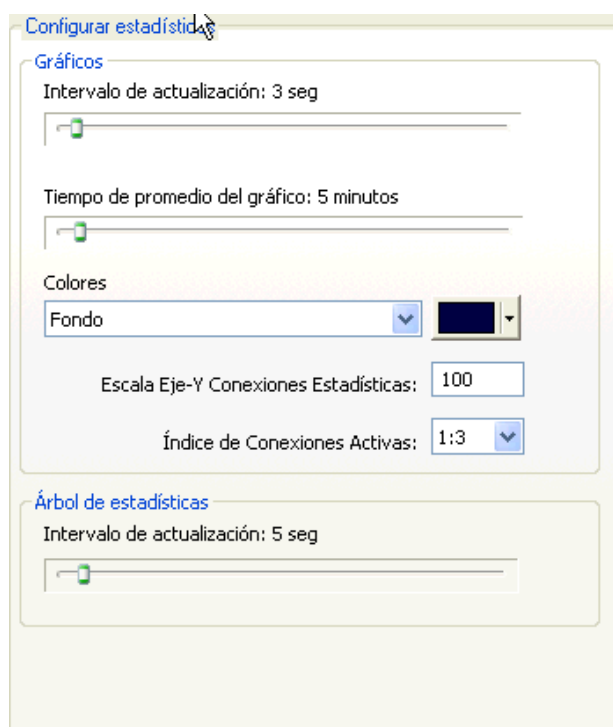 Configurar estadísticas
Gráficos
Intervalo de actualización: 3 seg
Tiempo de promedio del gráfico: 5 minutos
Colores
Fondo
Escala Eje-Y Conexiones Estadísticas: 100
Índice de Conexiones Activas: 1:3
Árbol de estadísticas
Intervalo de actualización: 5 seg